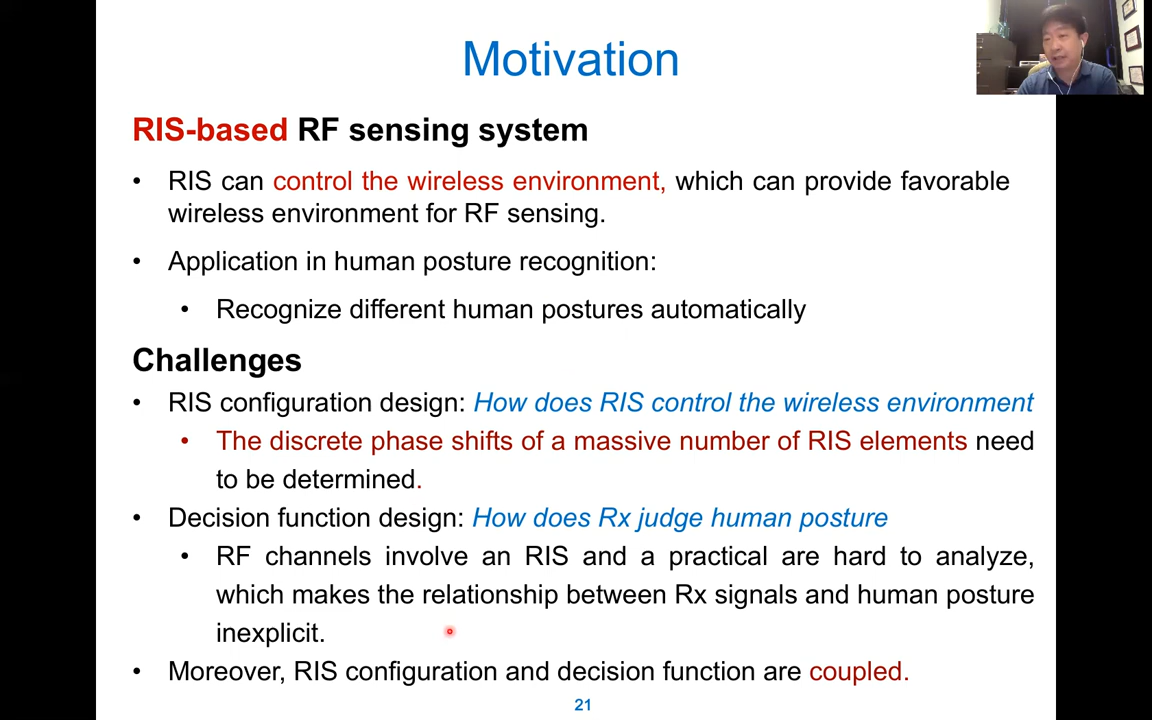 Motivation
RIS-based RF sensing system
• RIS can control the wireless environment, which can provide favorable
wireless environment for RF sensing.
• Application in human posture recognition:
• Recognize different human postures automatically
Challenges
• RIS configuration design: How does RIS control the wireless environment
• The discrete phase shifts of a massive number of RIS elements need
to be determined.
• Decision function design: How does Rx judge human posture
• RF channels involve an RIS and a practical are hard to analyze,
which makes the relationship between Rx signals and human posture
inexplicit.
• Moreover, RIS configuration and decision function are coupled.
21